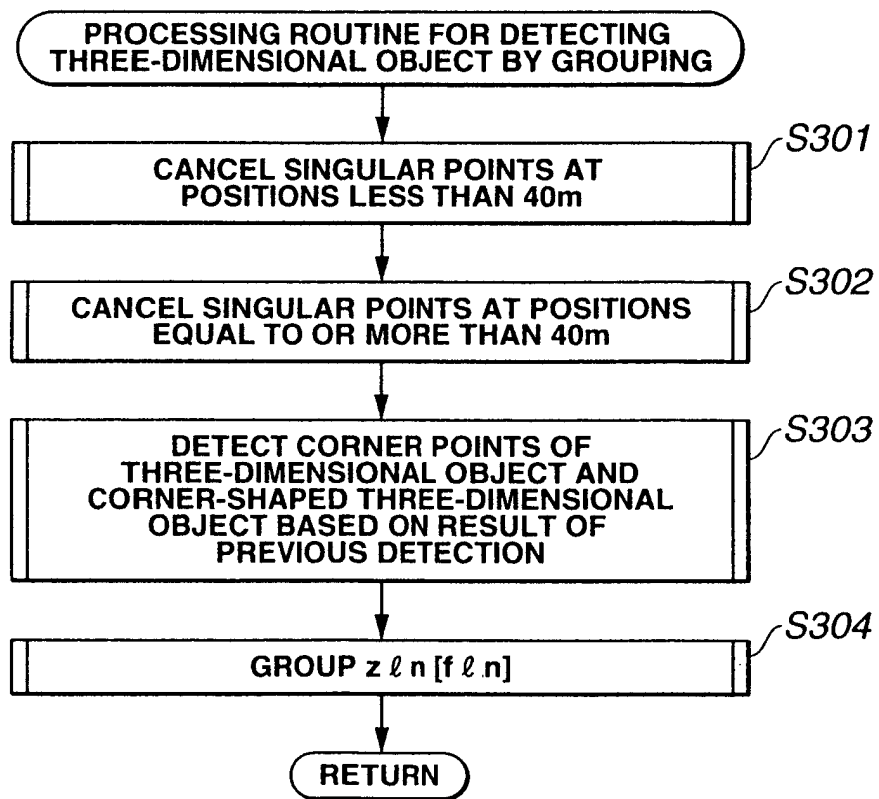 PROCESSING ROUTINE FOR DETECTING
THREE-DIMENSIONAL OBJECT BY GROUPING
S301
CANCEL SINGULAR POINTS AT
POSITIONS LESS THAN 40m
S302
CANCEL SINGULAR POINTS AT POSITIONS
EQUAL TO OR MORE THAN 40m
S303
DETECT CORNER POINTS OF
THREE-DIMENSIONAL OBJECT AND
CORNER-SHAPED THREE-DIMENSIONAL
OBJECT BASED ON RESULT OF
PREVIOUS DETECTION
S304
GROUP z ℓ n [f ℓ n]
RETURN